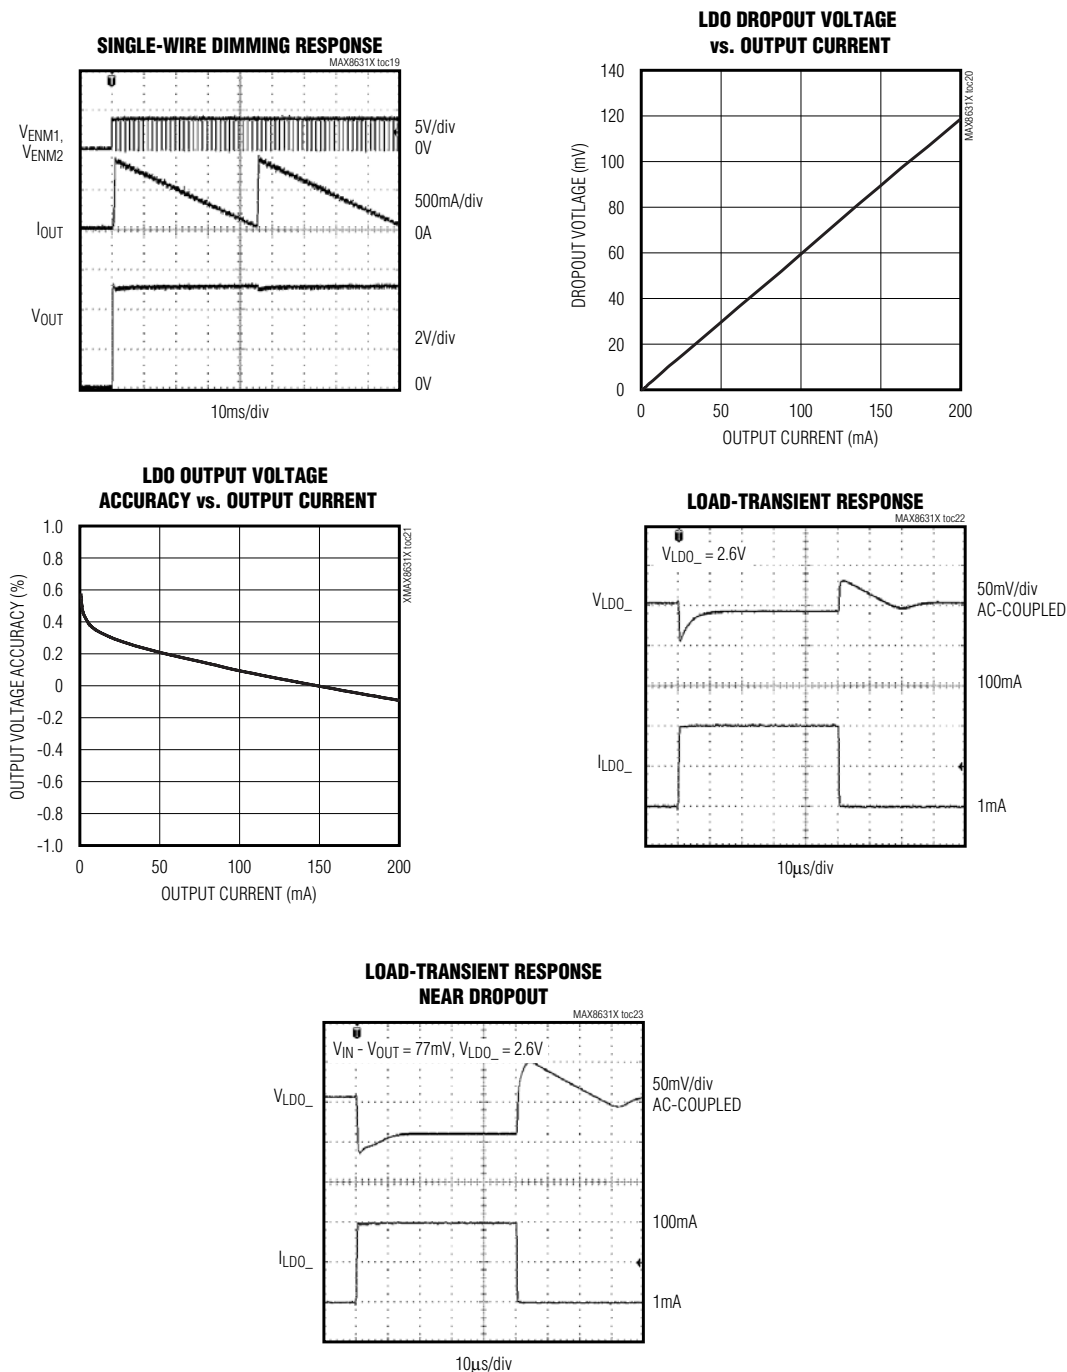 SINGLE-WIRE DIMMING RESPONSE
MAX8631X toc19
VENM1,
VENM2
5V/div
0V
500mA/div
IOUT
0A
VOUT
2V/div
0V
10ms/div
LDO DROPOUT VOLTAGE
vs. OUTPUT CURRENT
MAX8631X toc20
DROPOUT VOTLAGE (mV)
140
120
100
80
60
40
20
0
0 50 100 150 200
OUTPUT CURRENT (mA)
LDO OUTPUT VOLTAGE
ACCURACY vs. OUTPUT CURRENT
XMAX8631X toc21
OUTPUT VOLTAGE ACCURACY (%)
1.0
0.8
0.6
0.4
0.2
0
-0.2
-0.4
-0.6
-0.8
-1.0
0 50 100 150 200
OUTPUT CURRENT (mA)
LOAD-TRANSIENT RESPONSE
MAX8631X toc22
VLDO_ = 2.6V
VLDO_
50mV/div
AC-COUPLED
100mA
ILDO_
1mA
10μs/div
LOAD-TRANSIENT RESPONSE
NEAR DROPOUT
MAX8631X toc23
VIN - VOUT = 77mV, VLDO_ = 2.6V
VLDO_
50mV/div
AC-COUPLED
100mA
ILDO_
1mA
10μs/div